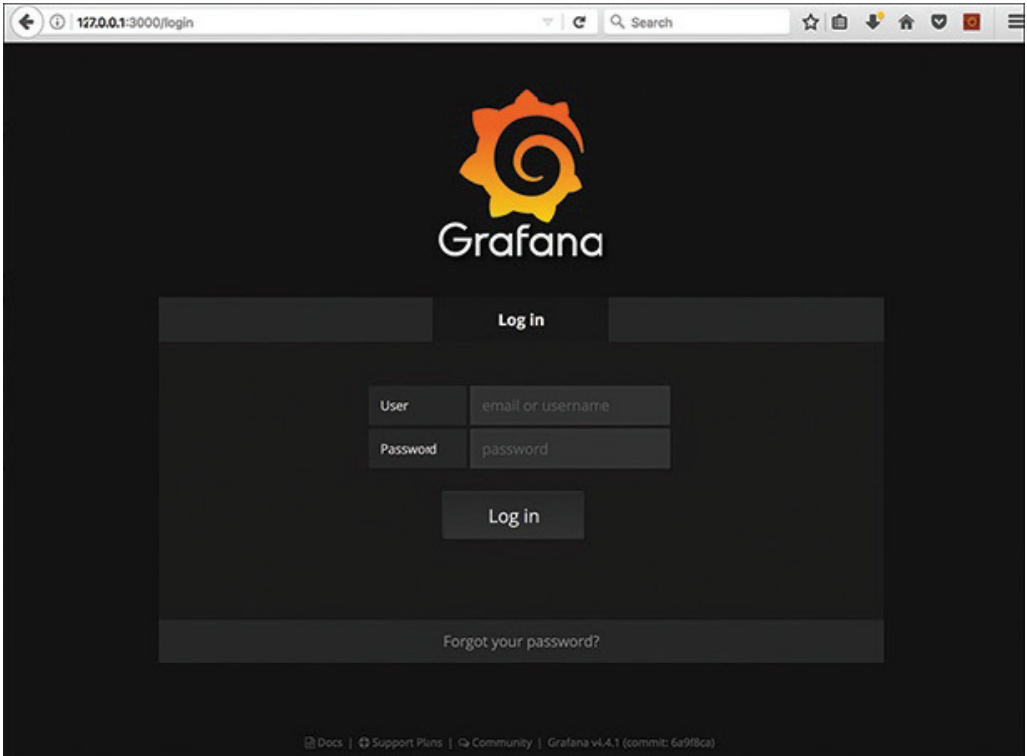 127.0.0.1:3000/login Search
Grafana
Log in
User email or username
Password password
Log in
Forgot your password?
Docs | Support Plans | Community | Grafana v4.4.1 (commit: 6a9f8ca)